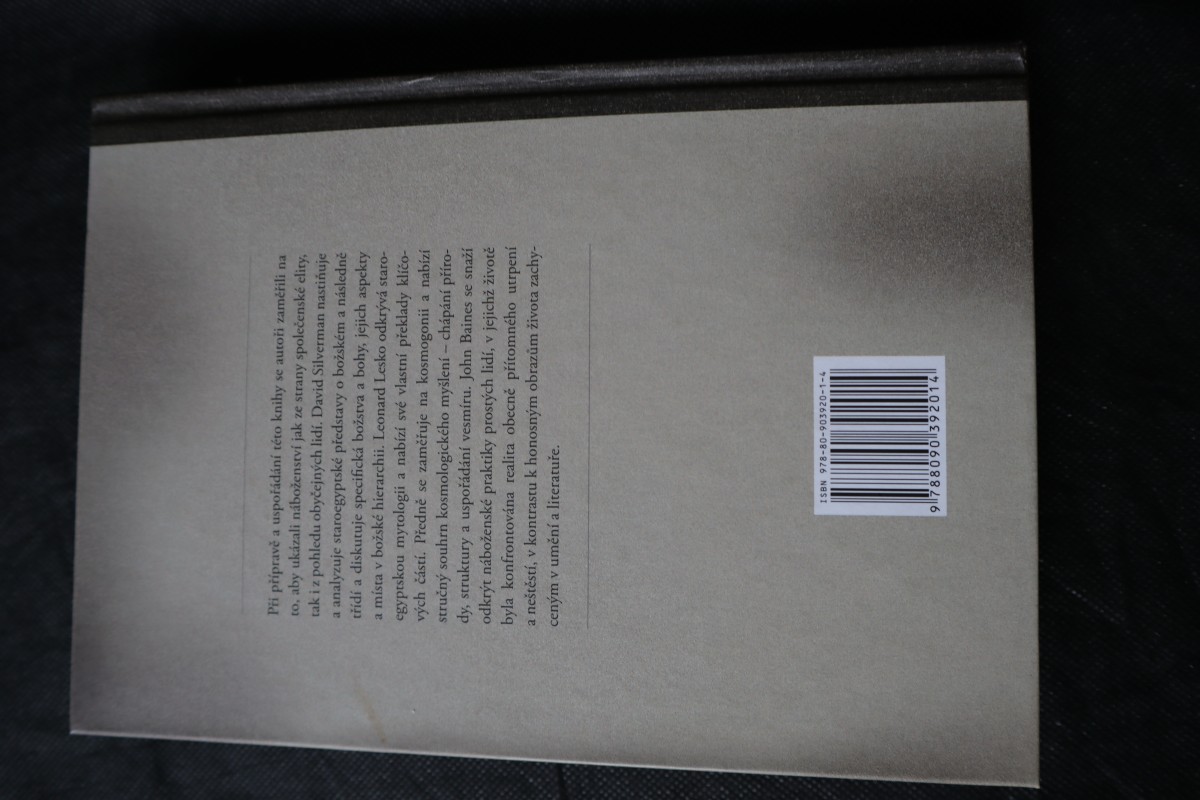 Při přípravě a uspořádání této knihy se autoři zaměřili na
to, aby ukázali náboženství jak ze strany společenské elity,
tak i z pohledu obyčejných lidí. David Silverman nastiňuje
a analyzuje staroegyptské představy o božském a následně
třídí a diskutuje specifická božstva a bohy, jejich aspekty
a místa v božské hierarchii. Leonard Lesko odkrývá staro-
egyptskou mytologii a nabízí své vlastní překlady klíčo-
vých částí. Předně se zaměřuje na kosmogonii a nabízí
stručný souhrn kosmologického myšlení – chápání příro-
dy, struktury a uspořádání vesmíru. John Baines se snaží
odkrýt náboženské praktiky prostých lidí, v jejichž životě
byla konfrontována realita obecně přítomného utrpení
a neštěstí, v kontrastu k honosným obrazům života zachy-
ceným v umění a literatuře.
ISBN 978-80-903920-1-4
9 788090 392014